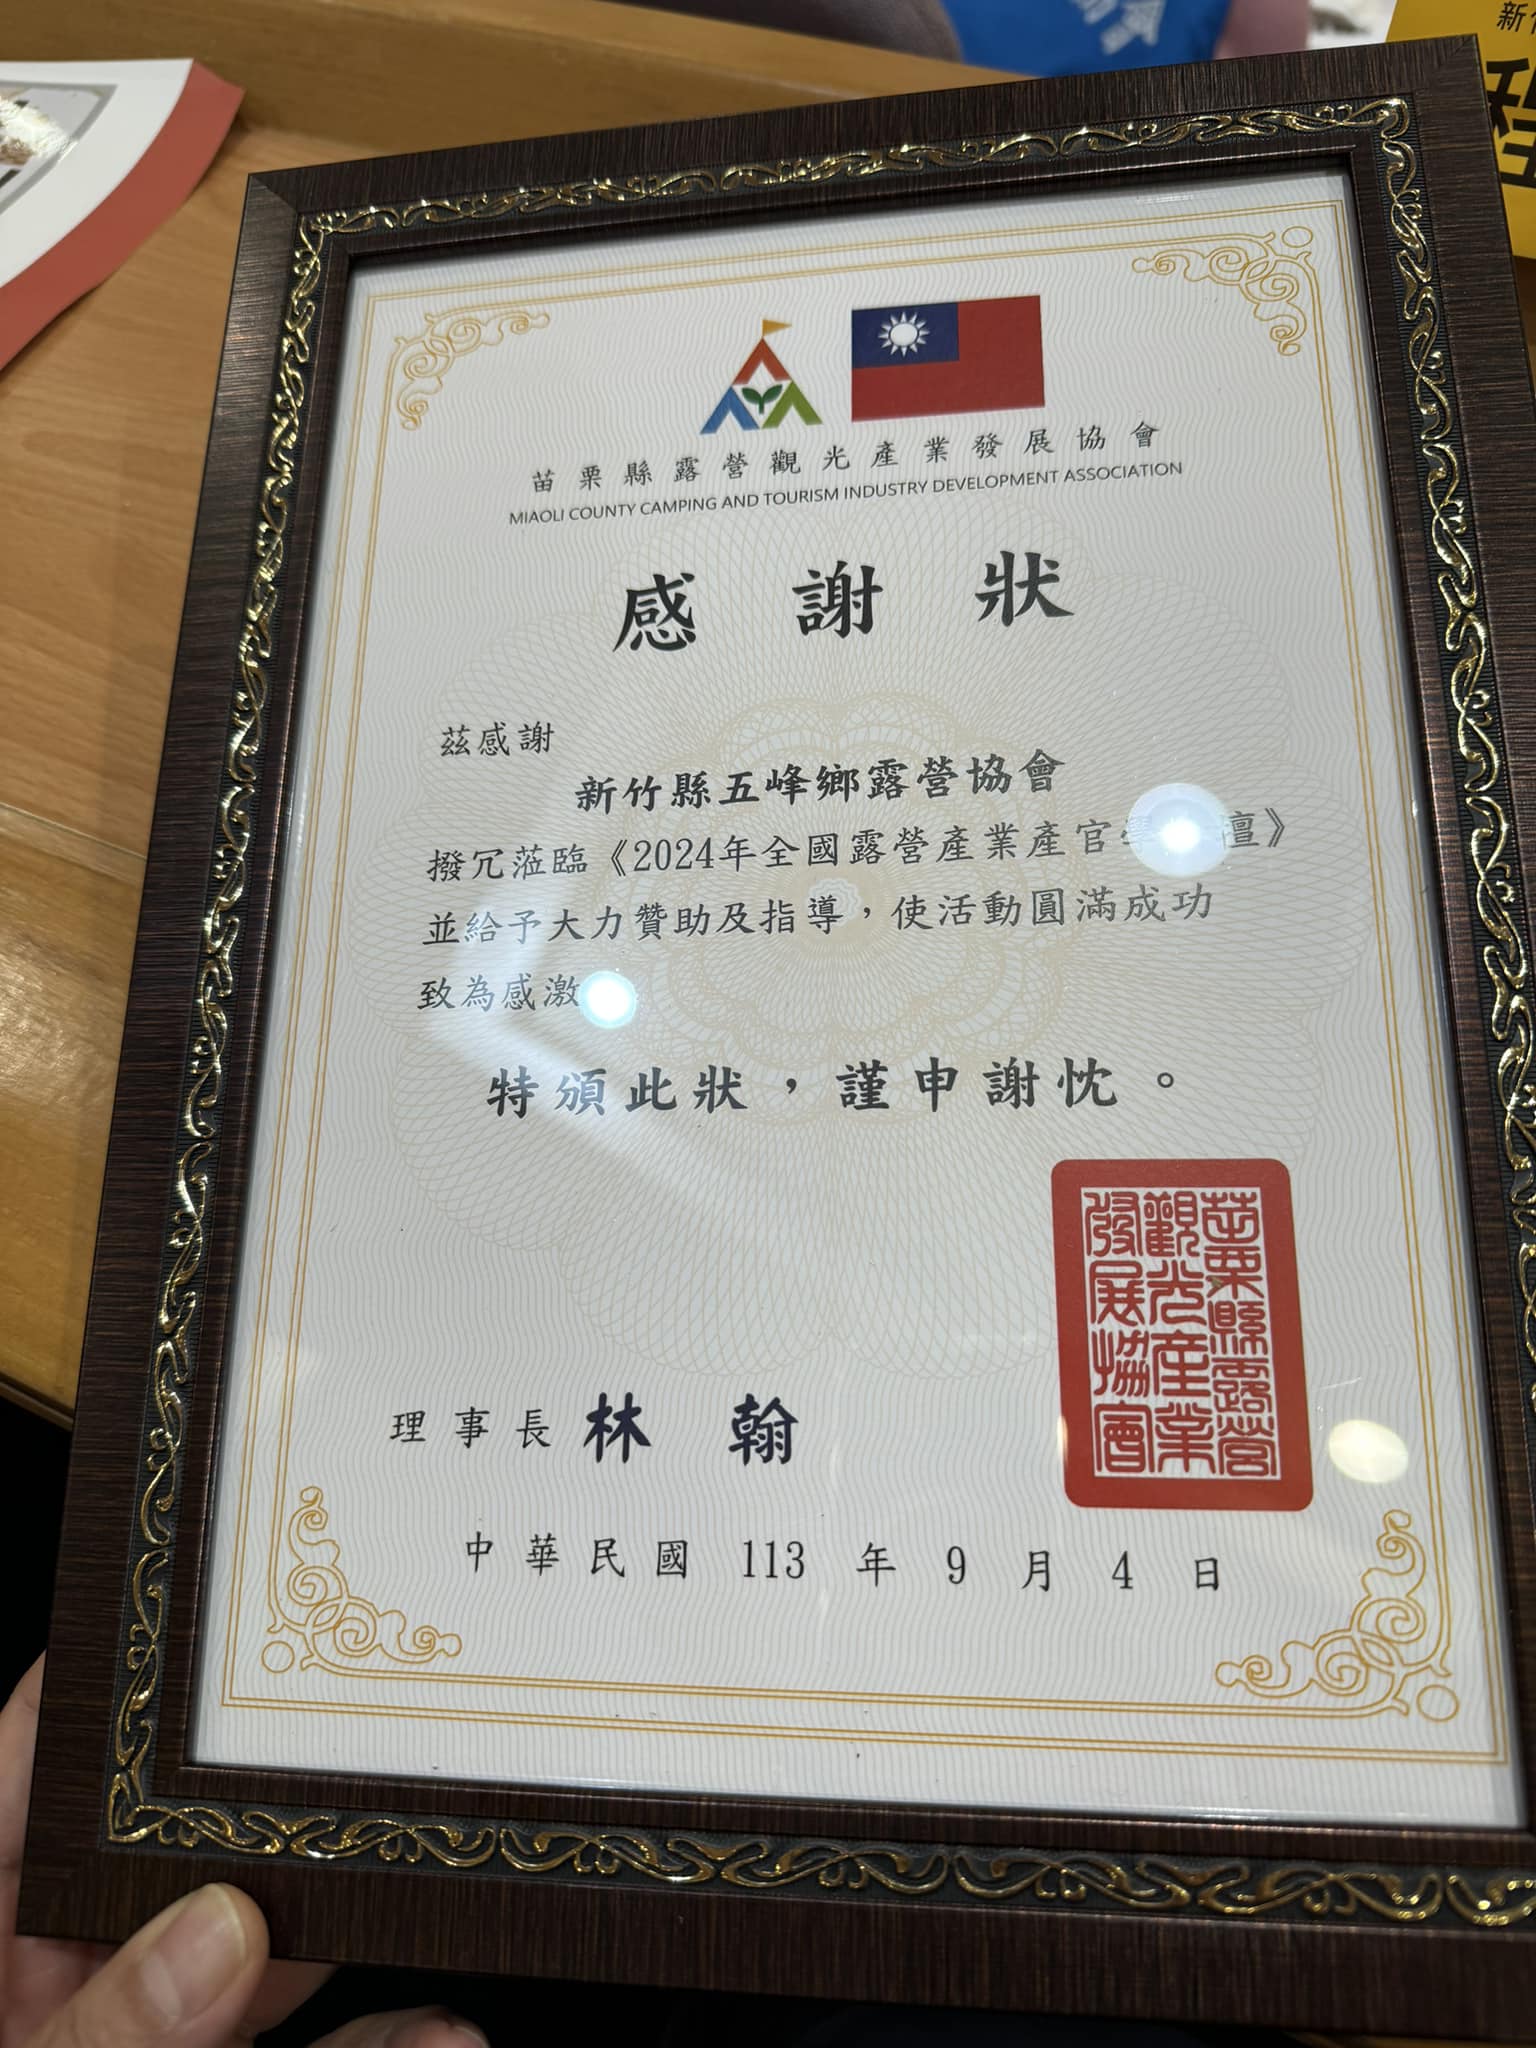 苗栗縣露營觀光產業發展協會
MIAOLI COUNTY CAMPING AND TOURISM INDUSTRY DEVELOPMENT ASSOCIATION
感謝狀
茲感謝
新竹縣五峰鄉露營協會
撥冗蒞臨《2024年全國露營產業產官學 壇》
並給予大力贊助及指導，使活動圓滿成功
致為感激
特頒此狀，謹申謝忱。
苗栗縣露營
觀光產業
發展協會
理事長 林 翰
中華民國 113 年 9 月 4 日
新竹